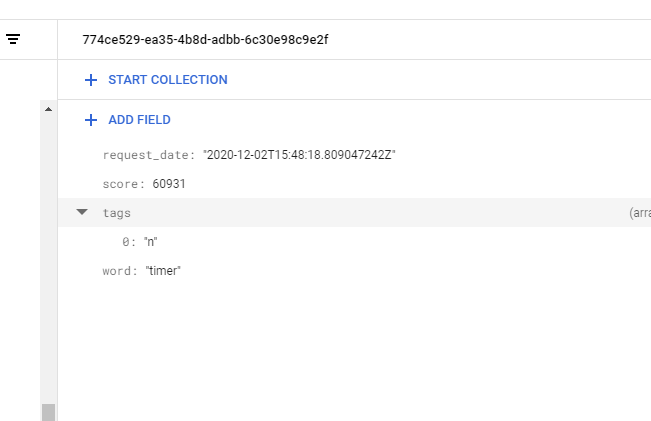 774ce529-ea35-4b8d-adbb-6c30e98c9e2f
+ START COLLECTION
+ ADD FIELD
request_date: "2020-12-02T15:48:18.809047242Z"
score: 60931
tags (arra
0: "n"
word: "timer"